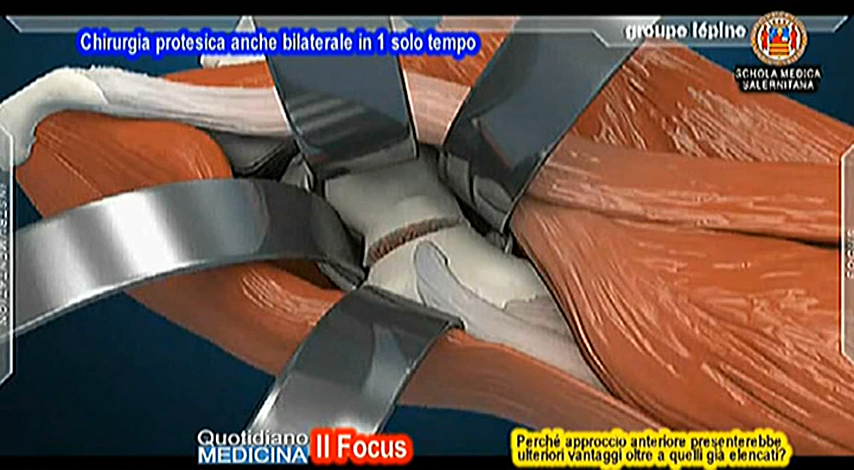 Chirurgia protesica anche bilaterale in 1 solo tempo
groupo lépine
SCHOLA MEDICA
SALERNITANA
Quotidiano
MEDICINA
Il Focus
Perché approccio anteriore presenterebbe
ulteriori vantaggi oltre a quelli già elencati?